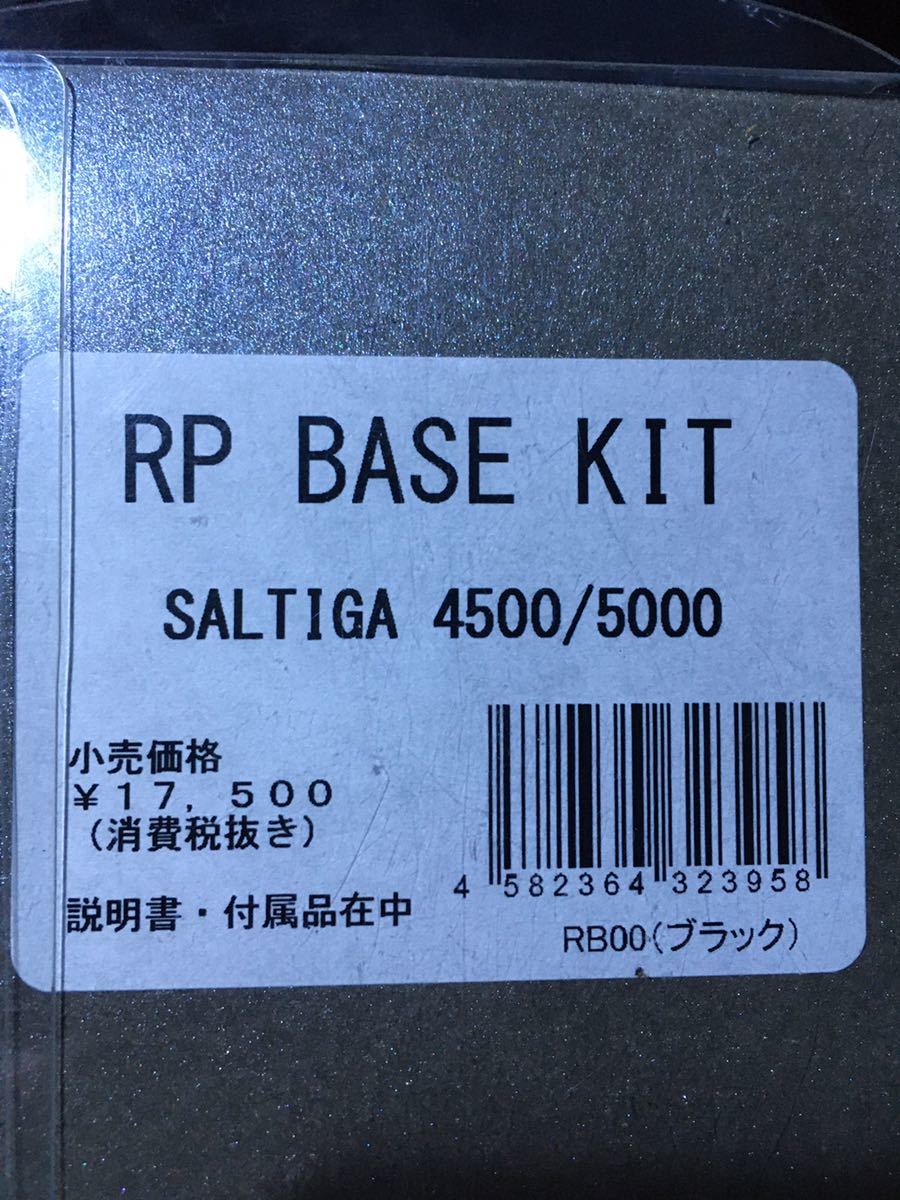 RP BASE KIT
SALTIGA 4500/5000
小売価格
￥１７，５００
（消費税抜き）
説明書・付属品在中
4 582364 323958
RB00(ブラック)